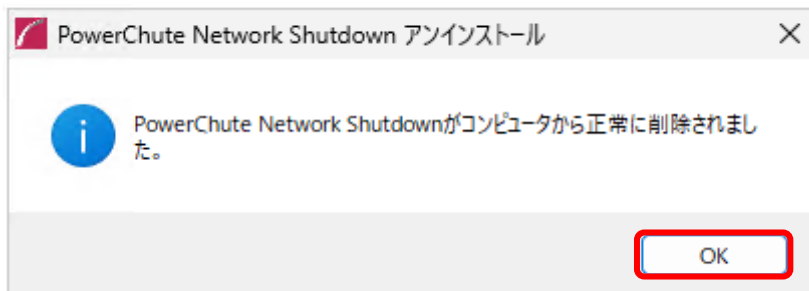 PowerChute Network Shutdown アンインストール
PowerChute Network Shutdownがコンピュータから正常に削除されまし
た。
OK